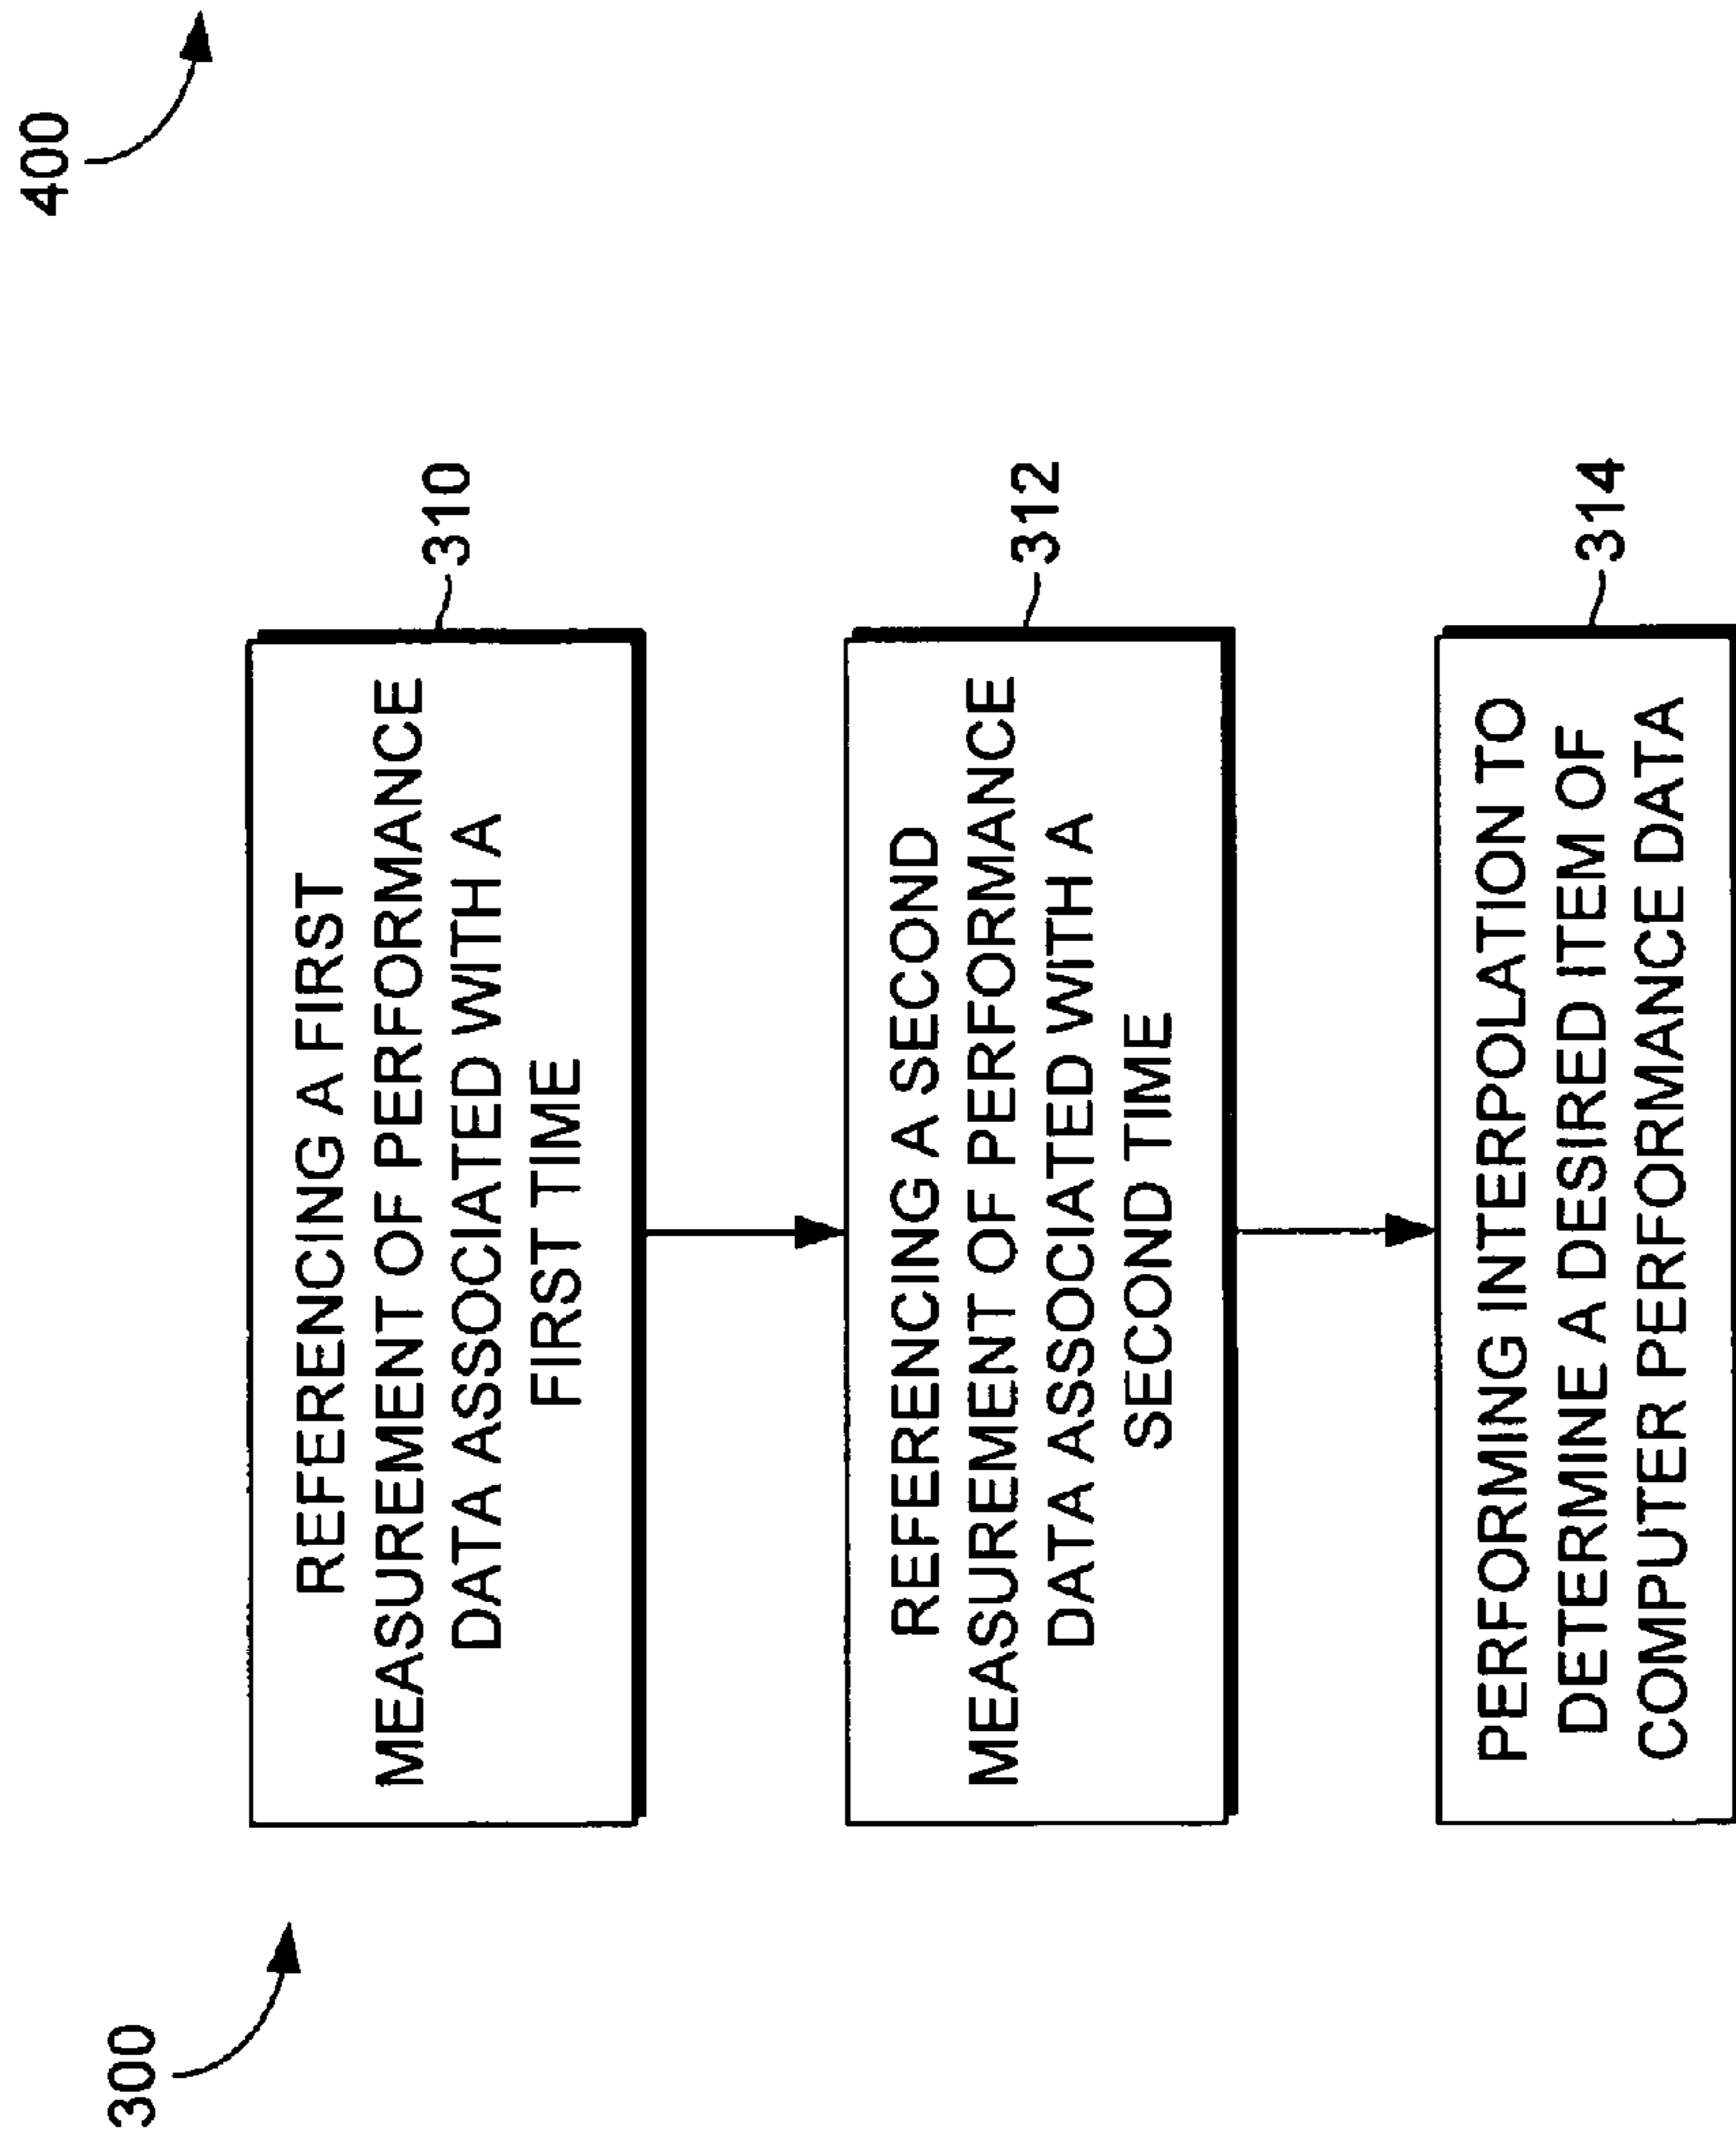 300
400
REFERENCING A FIRST
MEASUREMENT OF PERFORMANCE
DATA ASSOCIATED WITH A
FIRST TIME
310
REFERENCING A SECOND
MEASUREMENT OF PERFORMANCE
DATA ASSOCIATED WITH A
SECOND TIME
312
PERFORMING INTERPOLATION TO
DETERMINE A DESIRED ITEM OF
COMPUTER PERFORMANCE DATA
314